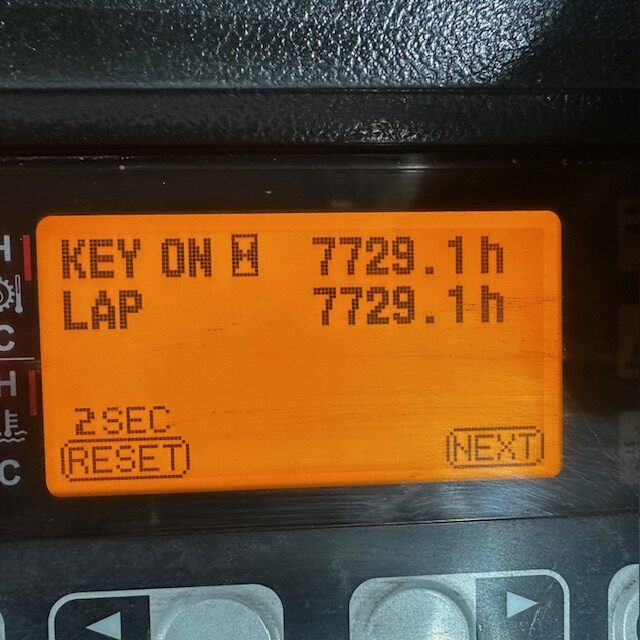 KEY ON 7729.1h
LAP 7729.1h
2SEC
RESET NEXT
H
C
H
C